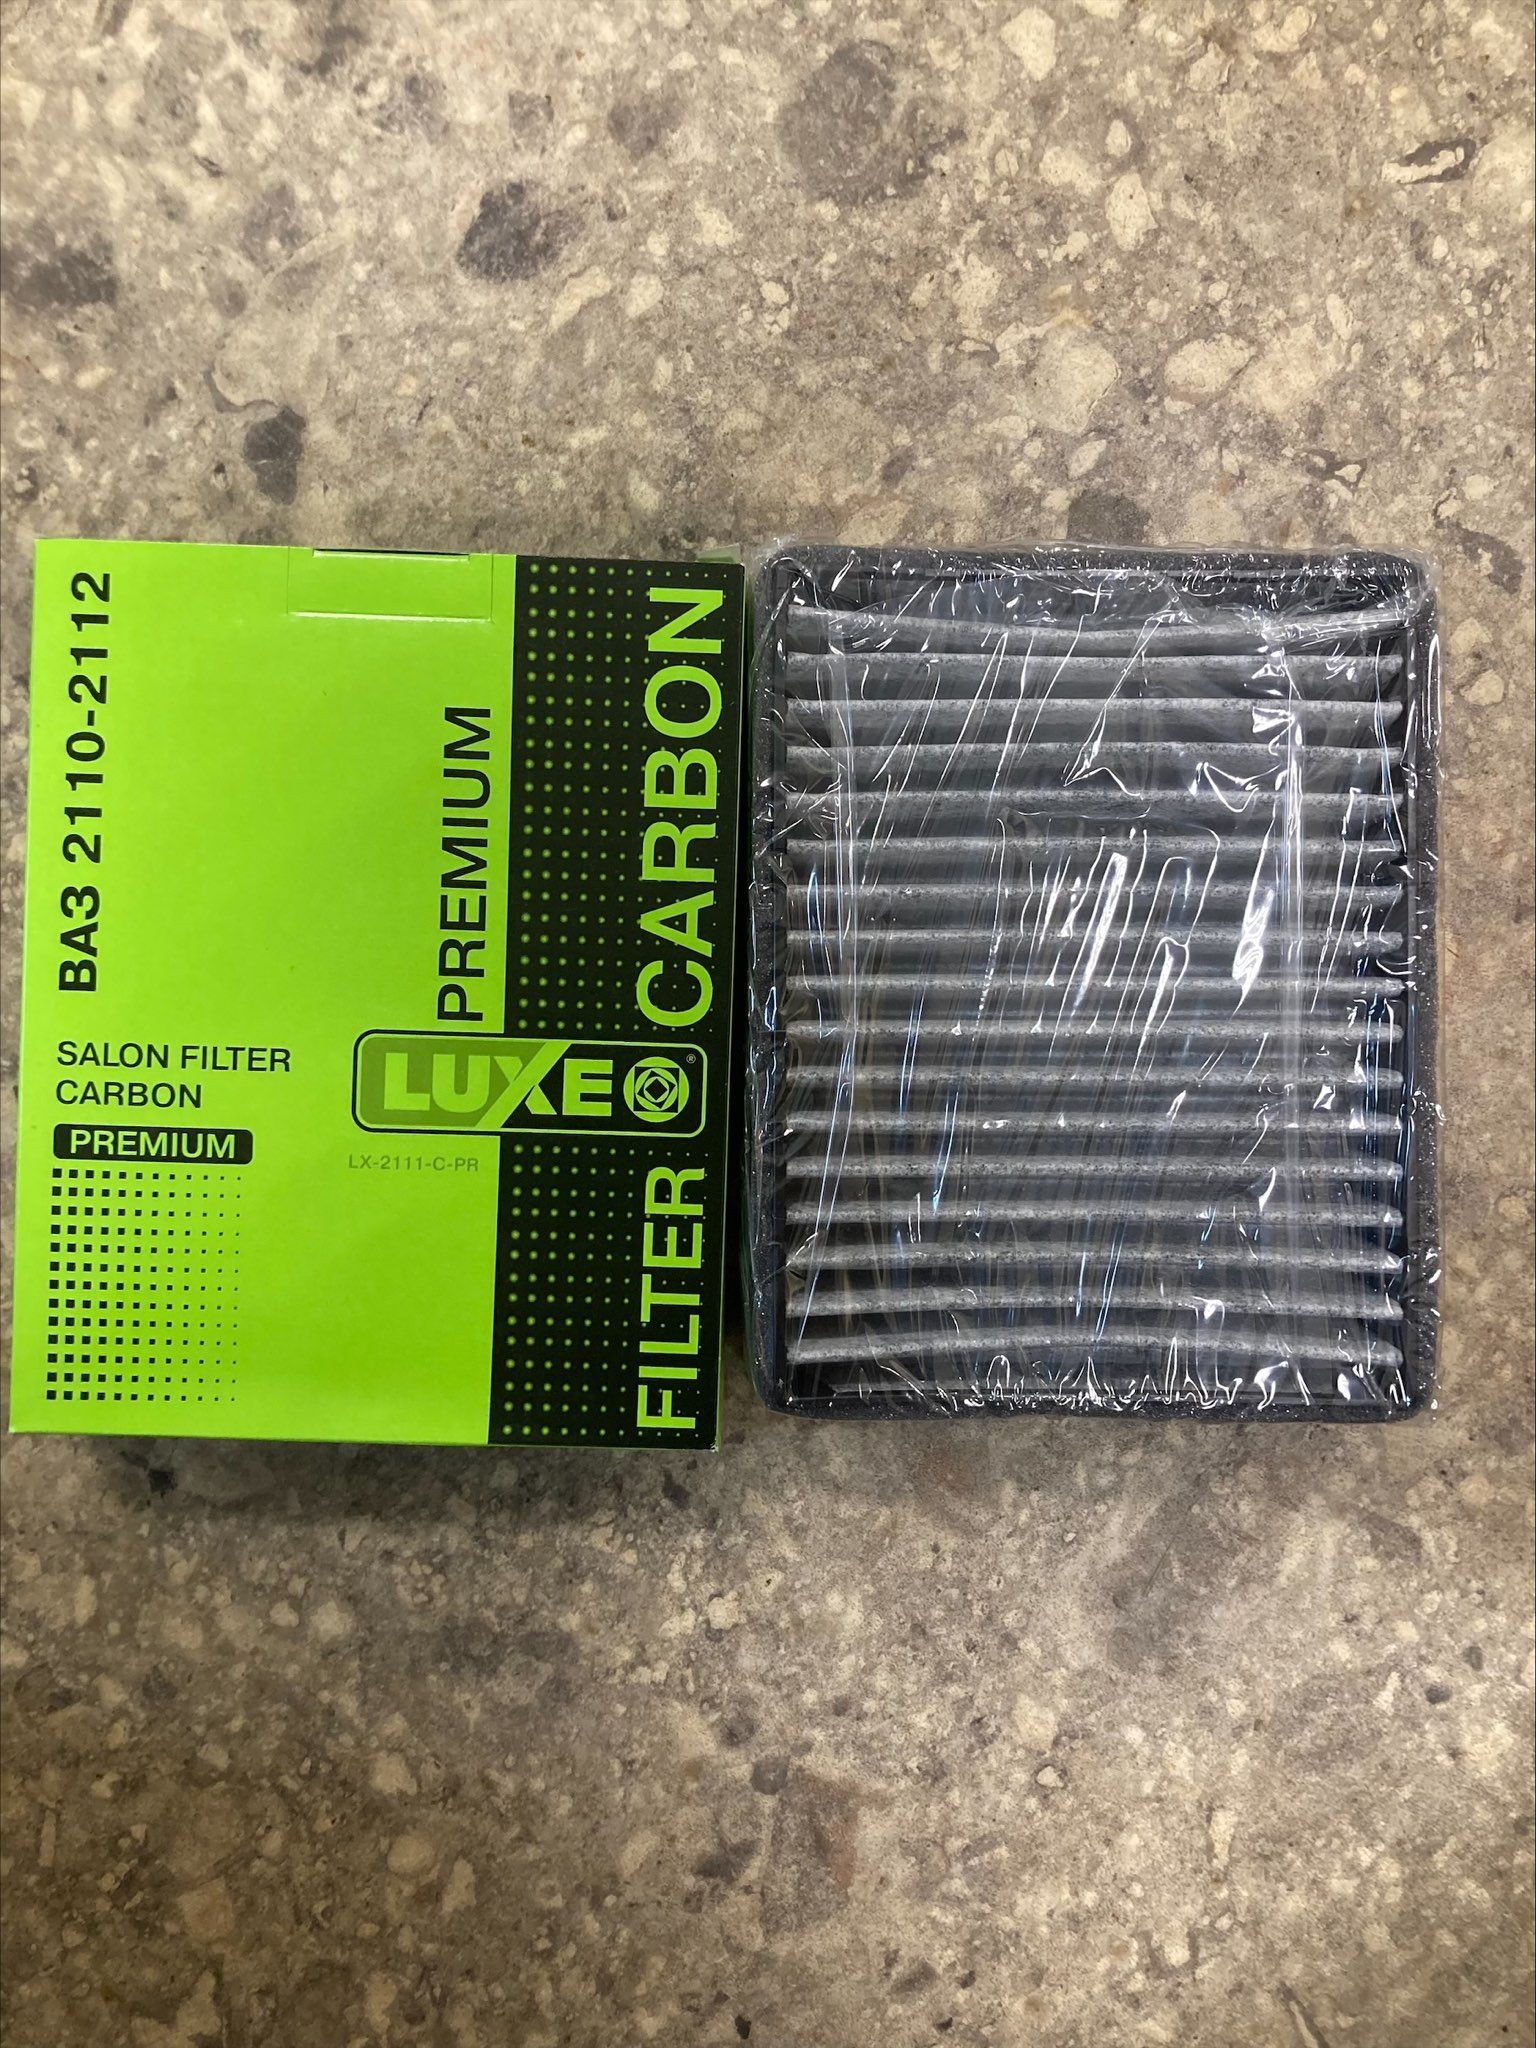 ВАЗ 2110-2112
SALON FILTER
CARBON
PREMIUM
PREMIUM
LUXE ®
LX-2111-C-PR
FILTER CARBON